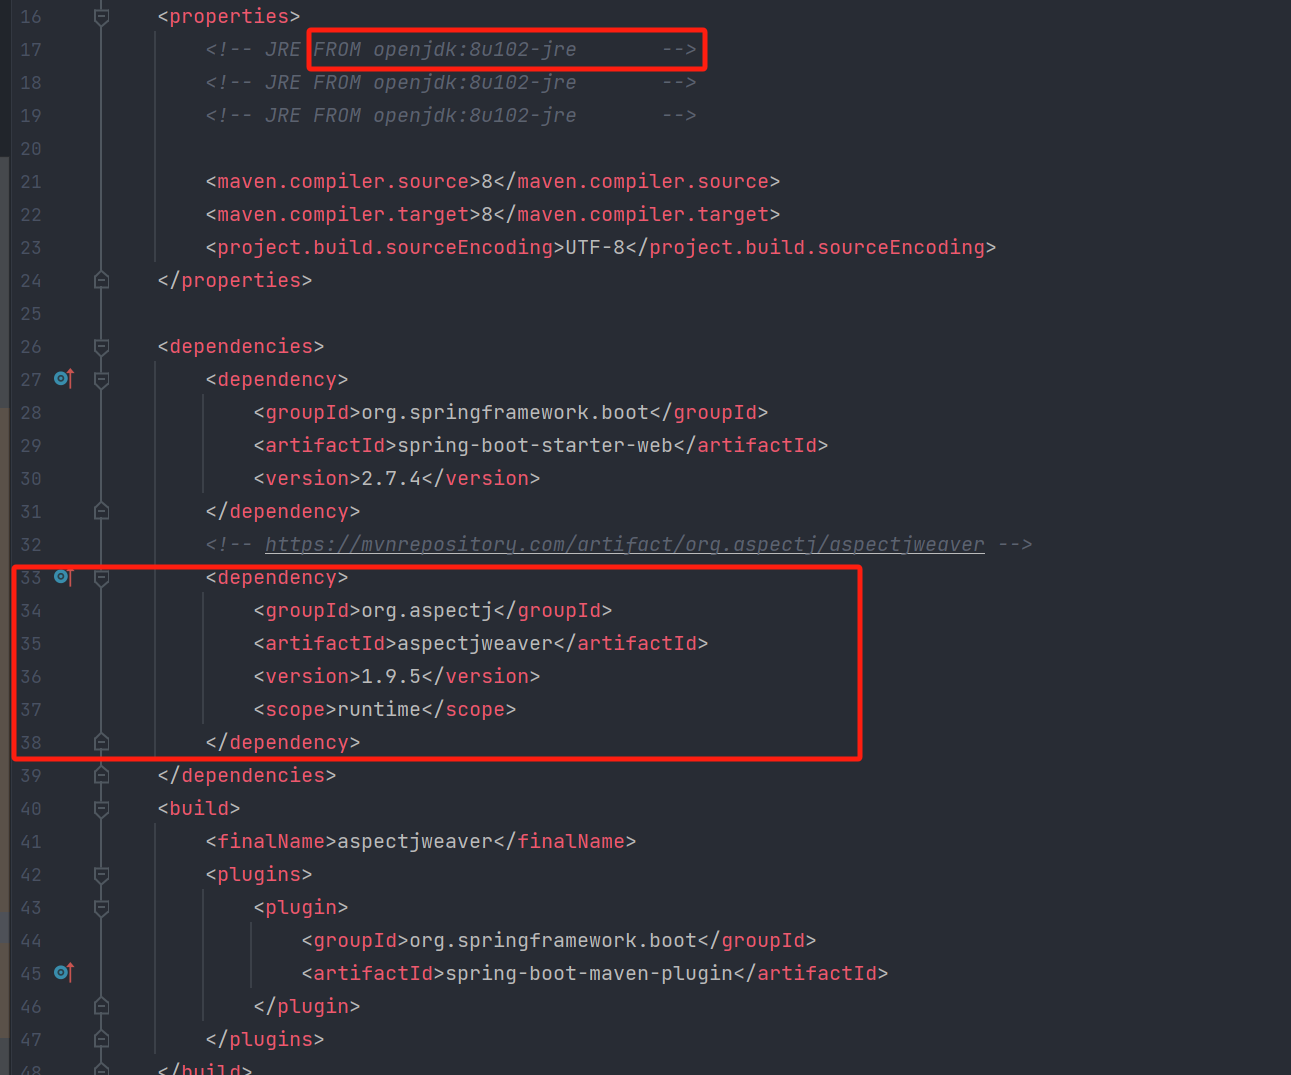 16 <properties>
17 <!-- JRE FROM openjdk:8u102-jre -->
18 <!-- JRE FROM openjdk:8u102-jre -->
19 <!-- JRE FROM openjdk:8u102-jre -->
20
21 <maven.compiler.source>8</maven.compiler.source>
22 <maven.compiler.target>8</maven.compiler.target>
23 <project.build.sourceEncoding>UTF-8</project.build.sourceEncoding>
24 </properties>
25
26 <dependencies>
27 <dependency>
28 <groupId>org.springframework.boot</groupId>
29 <artifactId>spring-boot-starter-web</artifactId>
30 <version>2.7.4</version>
31 </dependency>
32 <!-- https://mvnrepository.com/artifact/org.aspectj/aspectjweaver -->
33 <dependency>
34 <groupId>org.aspectj</groupId>
35 <artifactId>aspectjweaver</artifactId>
36 <version>1.9.5</version>
37 <scope>runtime</scope>
38 </dependency>
39 </dependencies>
40 <build>
41 <finalName>aspectjweaver</finalName>
42 <plugins>
43 <plugin>
44 <groupId>org.springframework.boot</groupId>
45 <artifactId>spring-boot-maven-plugin</artifactId>
46 </plugin>
47 </plugins>
48 </build>